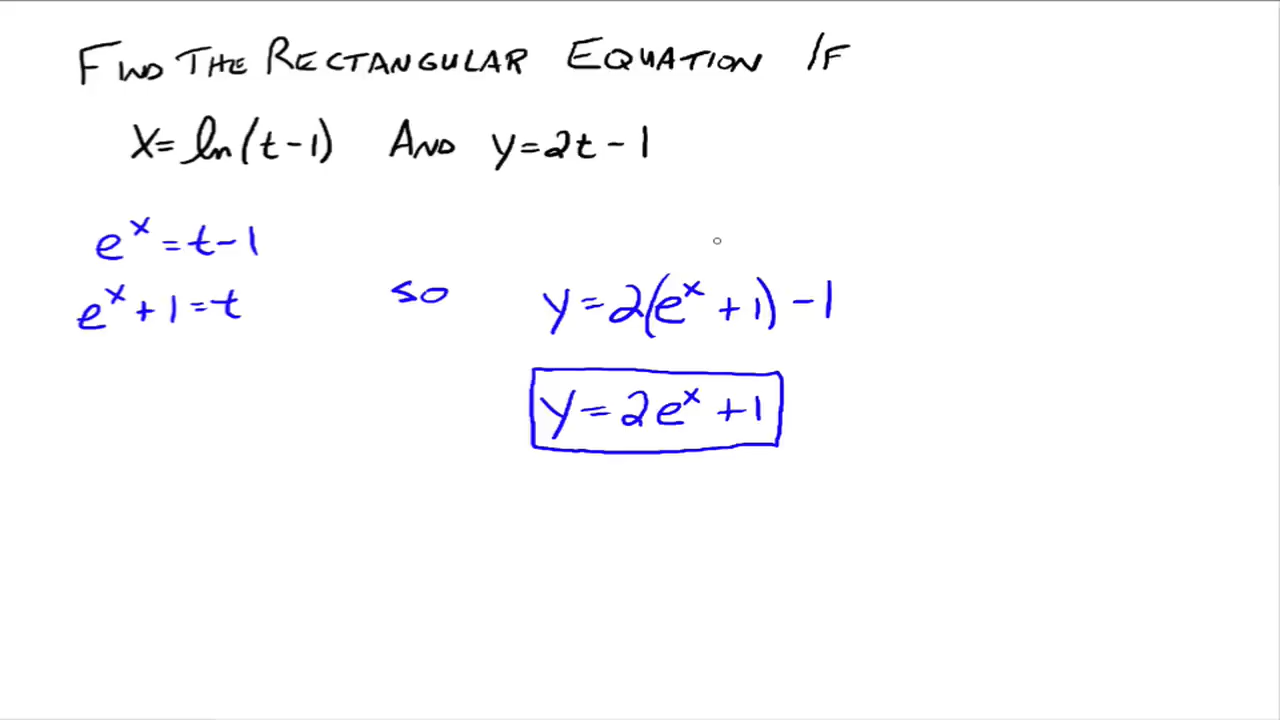 FIND THE RECTANGULAR EQUATION IF
x = ln(t-1) AND y = 2t - 1
e^x = t - 1
e^x + 1 = t so y = 2(e^x + 1) - 1
y = 2e^x + 1